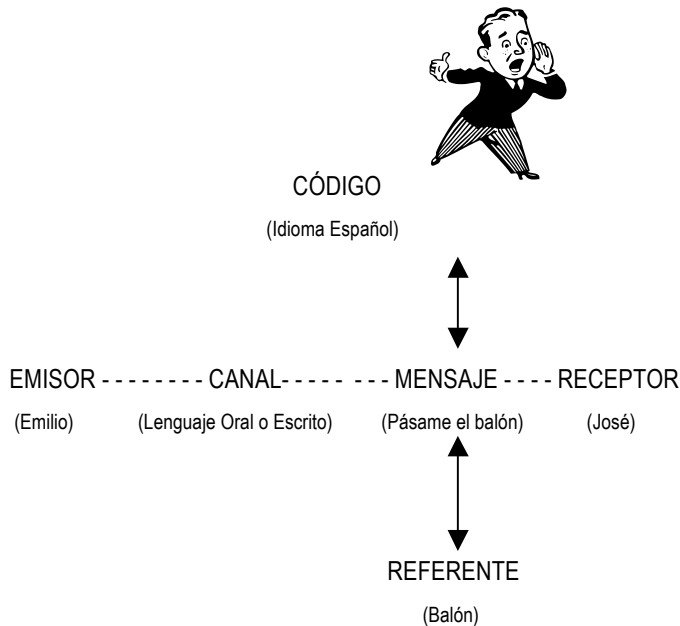 CÓDIGO
(Idioma Español)
EMISOR - - - - - - - - CANAL- - - - - - - - MENSAJE - - - - RECEPTOR
(Emilio) (Lenguaje Oral o Escrito) (Pásame el balón) (José)
REFERENTE
(Balón)